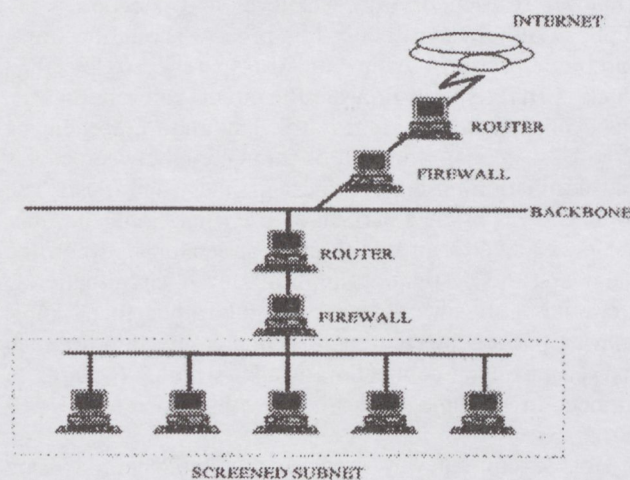 INTERNET
ROUTER
FIREWALL
BACKBONE
ROUTER
FIREWALL
SCREENED SUBNET